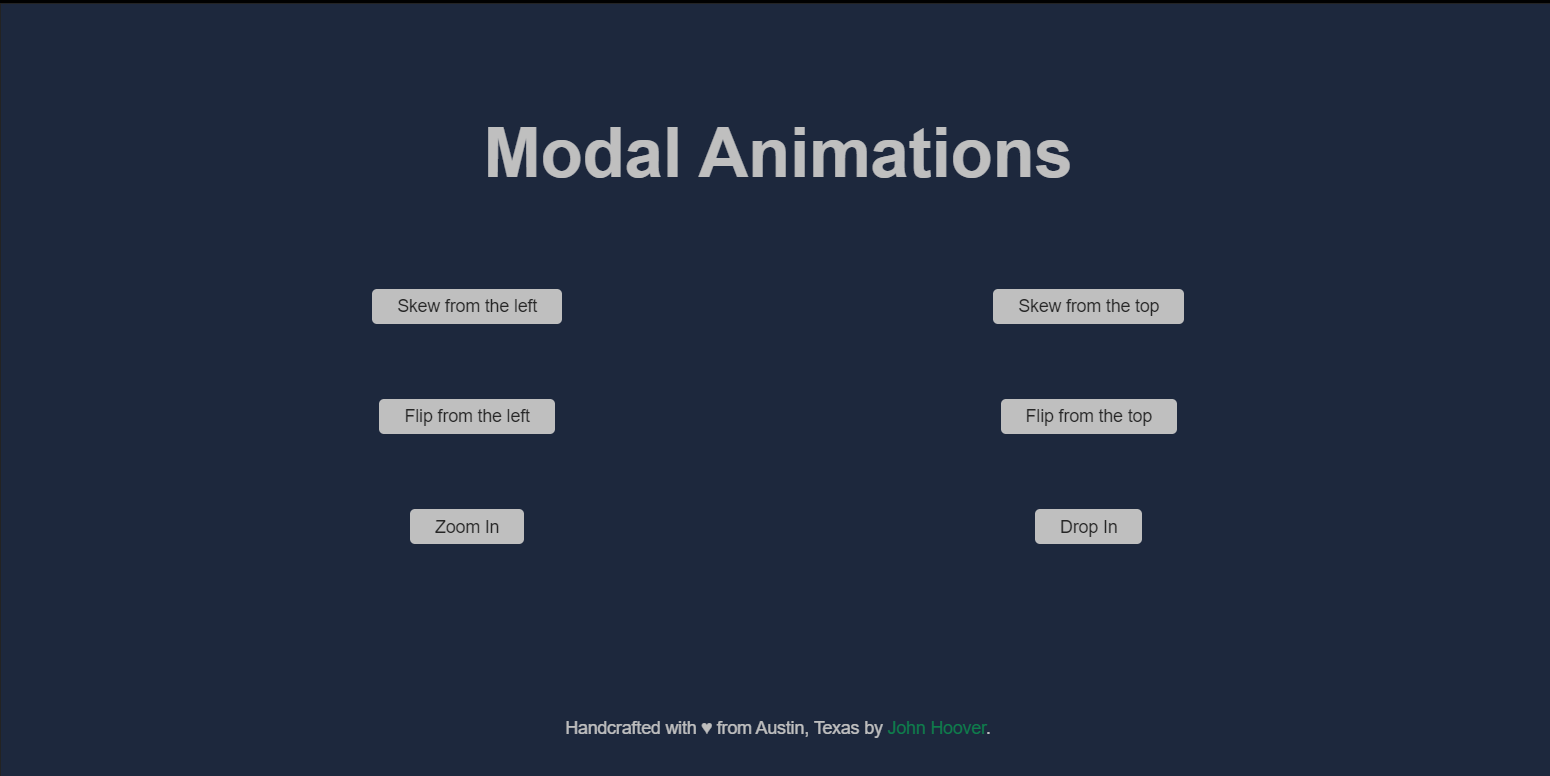 Modal Animations
Skew from the left
Skew from the top
Flip from the left
Flip from the top
Zoom In
Drop In
Handcrafted with ♥ from Austin, Texas by John Hoover.